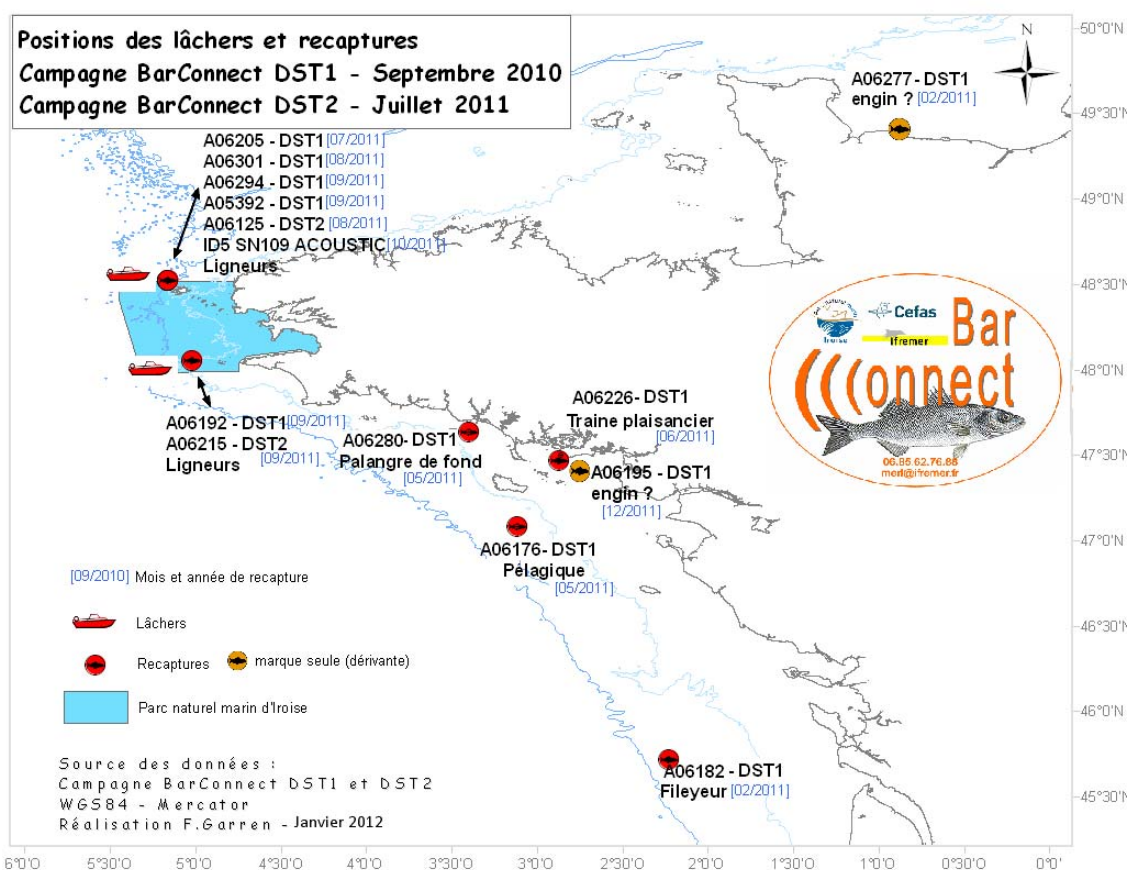 Positions des lâchers et recaptures
Campagne BarConnect DST1 - Septembre 2010
Campagne BarConnect DST2 - Juillet 2011
N
A06277 - DST1
engin ? [02/2011]
A06205 - DST1 [07/2011]
A06301 - DST1 [08/2011]
A06294 - DST1 [09/2011]
A05392 - DST1 [09/2011]
A06125 - DST2 [08/2011]
ID5 SN109 ACOUSTIC [10/2011]
Ligneurs
A06192 - DST1 [09/2011]
A06215 - DST2
Ligneurs [09/2011]
A06280- DST1
Palangre de fond
[05/2011]
A06226- DST1
Traine plaisancier
[06/2011]
A06195 - DST1
engin ?
[12/2011]
A06176- DST1
Pélagique
[05/2011]
A06182 - DST1
Fileyeur [02/2011]
Iroise
Cefas
Ifremer
Bar
Connect
06.85.62.76.88
merl@ifremer.fr
[09/2010] Mois et année de recapture
Lâchers
Recaptures
marque seule (dérivante)
Parc naturel marin d'Iroise
Source des données :
Campagne BarConnect DST1 et DST2
WGS84 - Mercator
Réalisation F.Garren - Janvier 2012
50°0'N
49°30'N
49°0'N
48°30'N
48°0'N
47°30'N
47°0'N
46°30'N
46°0'N
45°30'N
6°0'O
5°30'O
5°0'O
4°30'O
4°0'O
3°30'O
3°0'O
2°30'O
2°0'O
1°30'O
1°0'O
0°30'O
0°0'